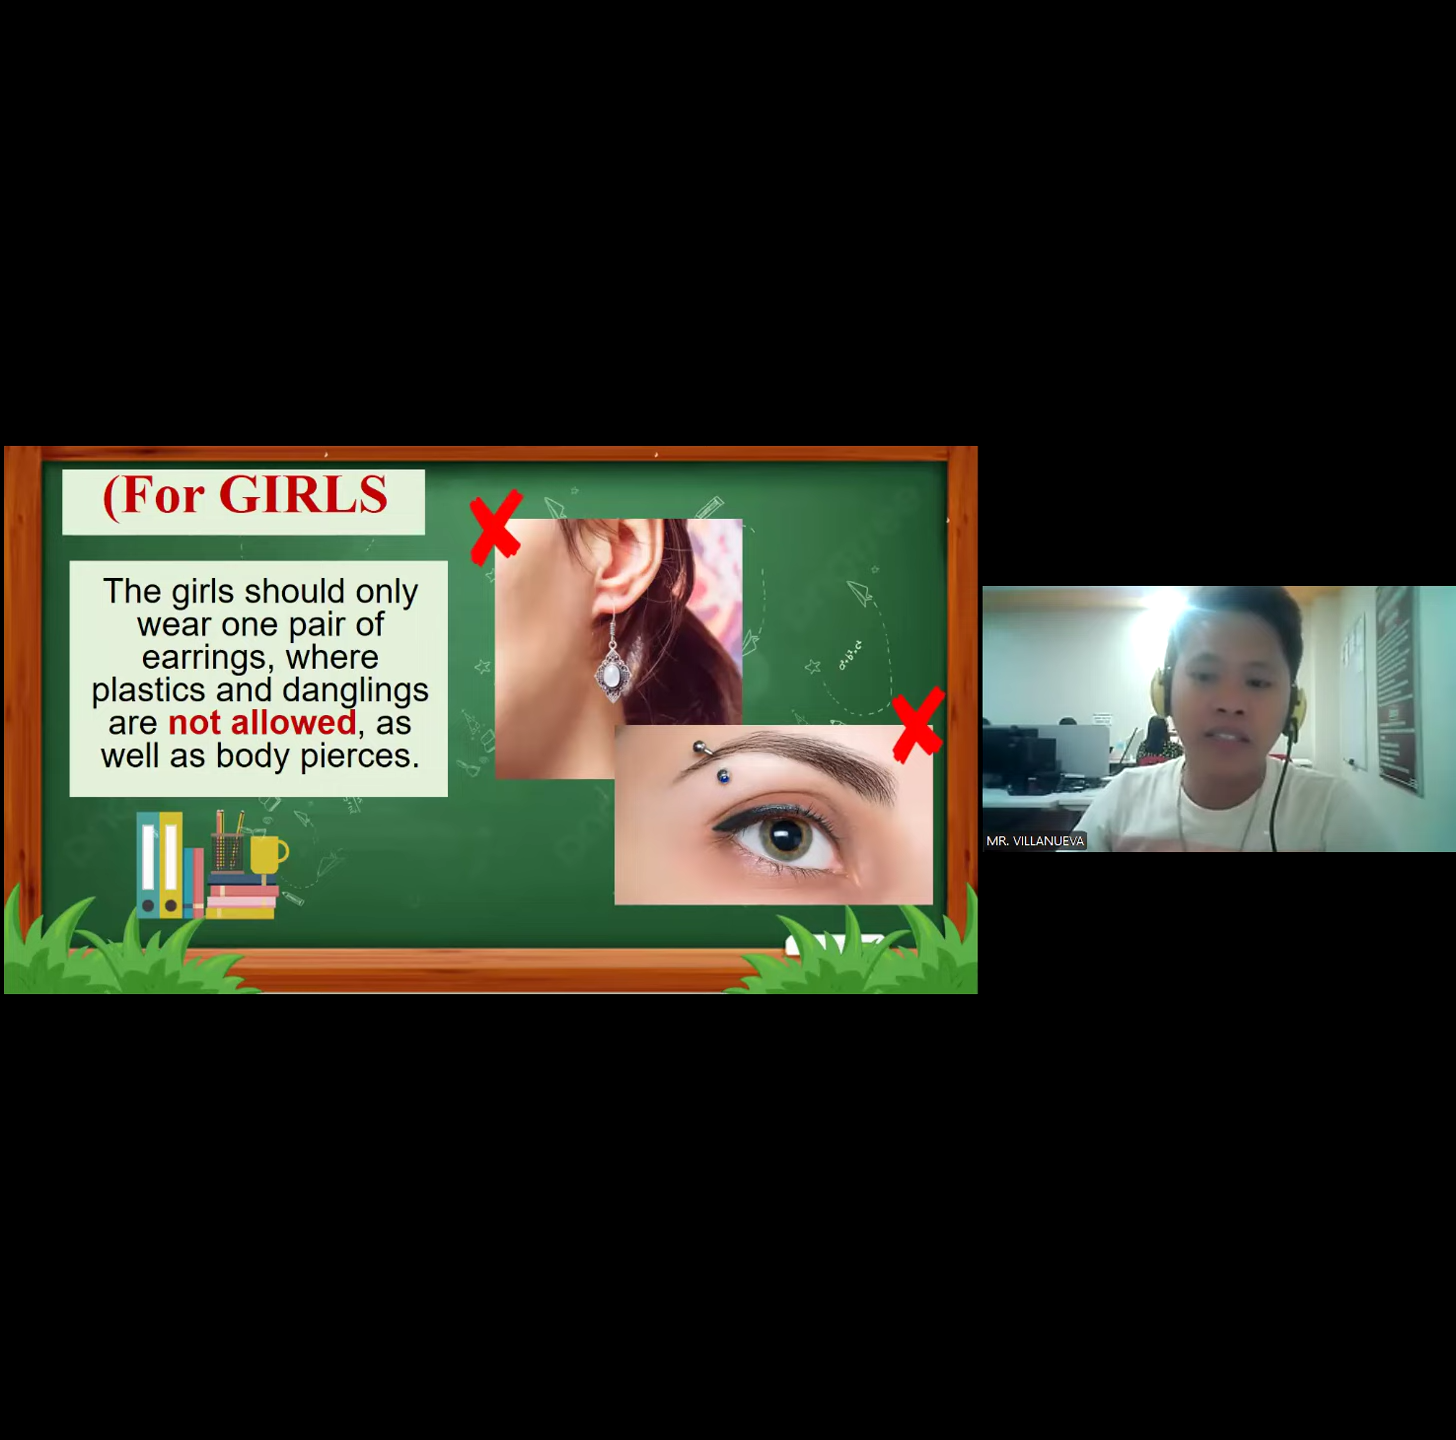 (For GIRLS
The girls should only
wear one pair of
earrings, where
plastics and danglings
are not allowed, as
well as body pierces.
MR. VILLANUEVA